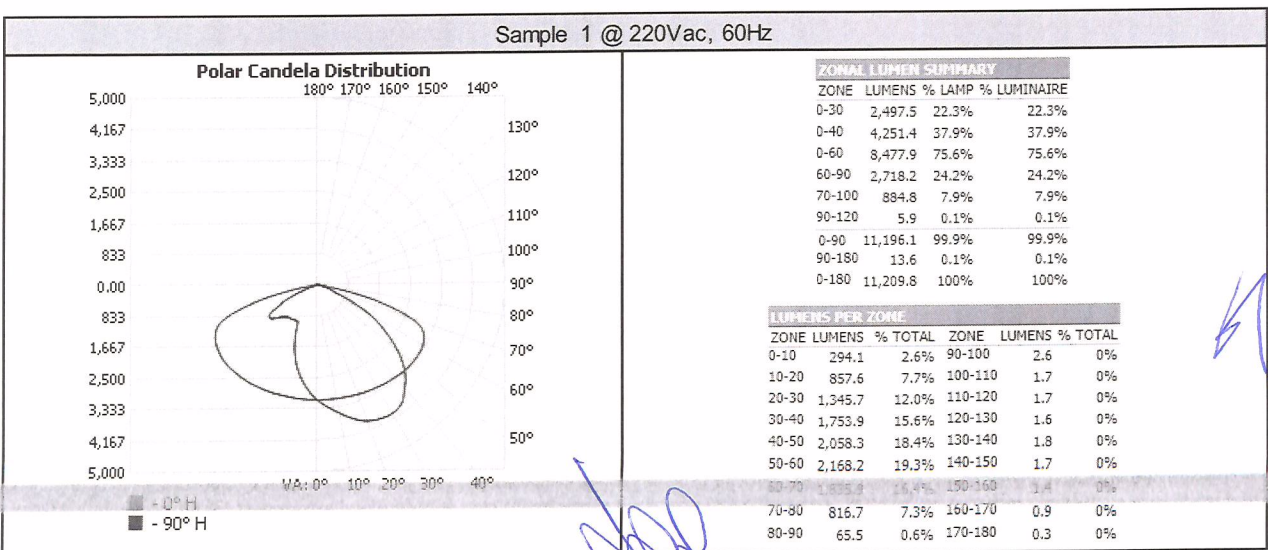 Sample 1 @ 220Vac, 60Hz
Polar Candela Distribution
180° 170° 160° 150° 140°
5,000
4,167
3,333
2,500
1,667
833
0.00
833
1,667
2,500
3,333
4,167
5,000
130°
120°
110°
100°
90°
80°
70°
60°
50°
VA: 0° 10° 20° 30° 40°
- 0° H
- 90° H
ZONAL LUMEN SUMMARY
ZONE LUMENS % LAMP % LUMINAIRE
0-30 2,497.5 22.3% 22.3%
0-40 4,251.4 37.9% 37.9%
0-60 8,477.9 75.6% 75.6%
60-90 2,718.2 24.2% 24.2%
70-100 884.8 7.9% 7.9%
90-120 5.9 0.1% 0.1%
0-90 11,196.1 99.9% 99.9%
90-180 13.6 0.1% 0.1%
0-180 11,209.8 100% 100%
LUMENS PER ZONE
ZONE LUMENS % TOTAL ZONE LUMENS % TOTAL
0-10 294.1 2.6% 90-100 2.6 0%
10-20 857.6 7.7% 100-110 1.7 0%
20-30 1,345.7 12.0% 110-120 1.7 0%
30-40 1,753.9 15.6% 120-130 1.6 0%
40-50 2,058.3 18.4% 130-140 1.8 0%
50-60 2,168.2 19.3% 140-150 1.7 0%
60-70 16.4% 150-160 1.4 0%
70-80 816.7 7.3% 160-170 0.9 0%
80-90 65.5 0.6% 170-180 0.3 0%